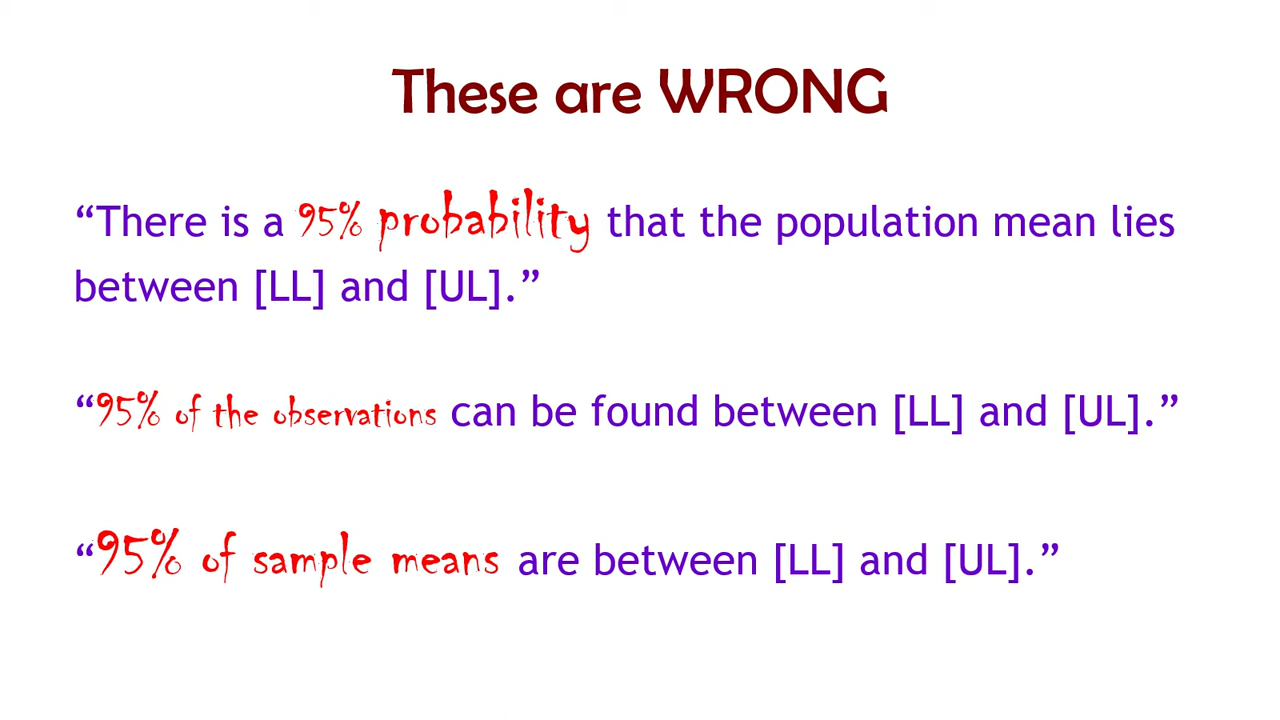 These are WRONG
“There is a 95% probability that the population mean lies
between [LL] and [UL].”
“95% of the observations can be found between [LL] and [UL].”
“95% of sample means are between [LL] and [UL].”